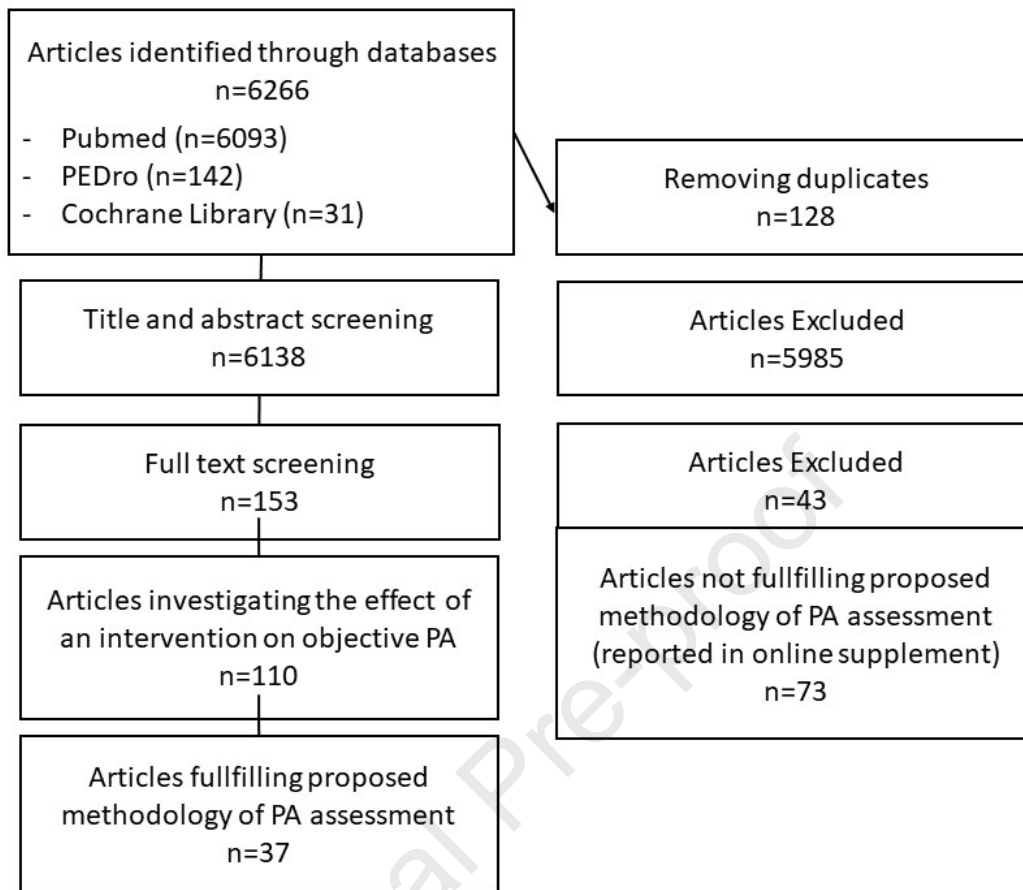 Articles identified through databases
n=6266
- Pubmed (n=6093)
- PEDro (n=142)
- Cochrane Library (n=31)
Removing duplicates
n=128
Title and abstract screening
n=6138
Articles Excluded
n=5985
Full text screening
n=153
Articles Excluded
n=43
Articles investigating the effect of
an intervention on objective PA
n=110
Articles not fullfilling proposed
methodology of PA assessment
(reported in online supplement)
n=73
Articles fullfilling proposed
methodology of PA assessment
n=37
al Pre-proof